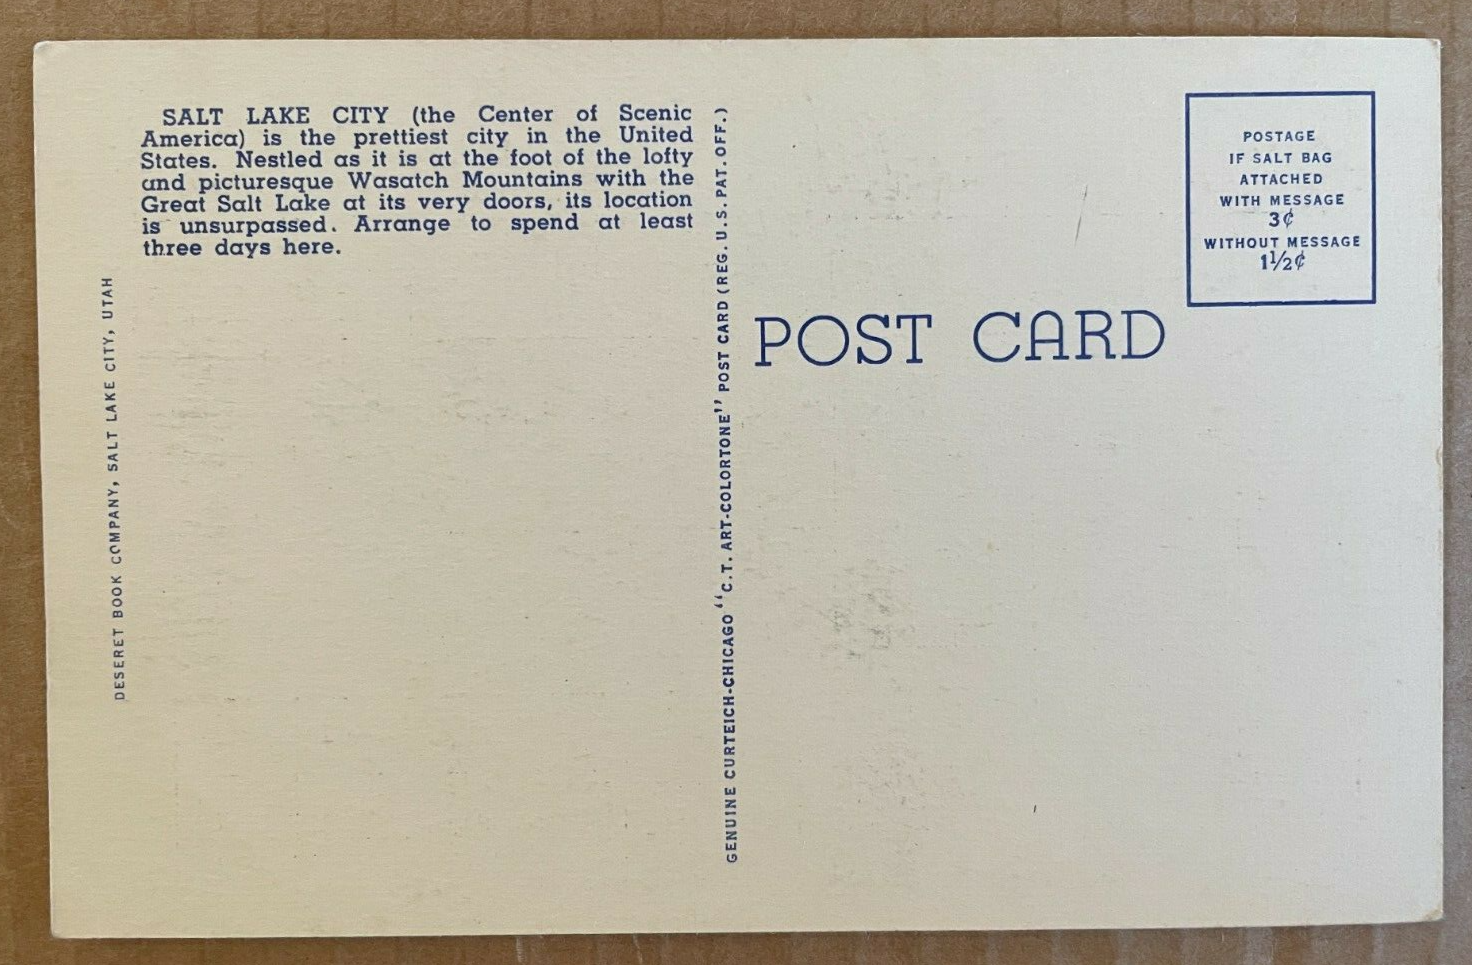 SALT LAKE CITY (the Center of Scenic
America) is the prettiest city in the United
States. Nestled as it is at the foot of the lofty
and picturesque Wasatch Mountains with the
Great Salt Lake at its very doors, its location
is unsurpassed. Arrange to spend at least
three days here.
DESERET BOOK COMPANY, SALT LAKE CITY, UTAH
GENUINE CURTEICH-CHICAGO "C.T. ART-COLORTONE" POST CARD (REG. U.S. PAT. OFF.)
POST CARD
POSTAGE
IF SALT BAG
ATTACHED
WITH MESSAGE
3¢
WITHOUT MESSAGE
1½¢